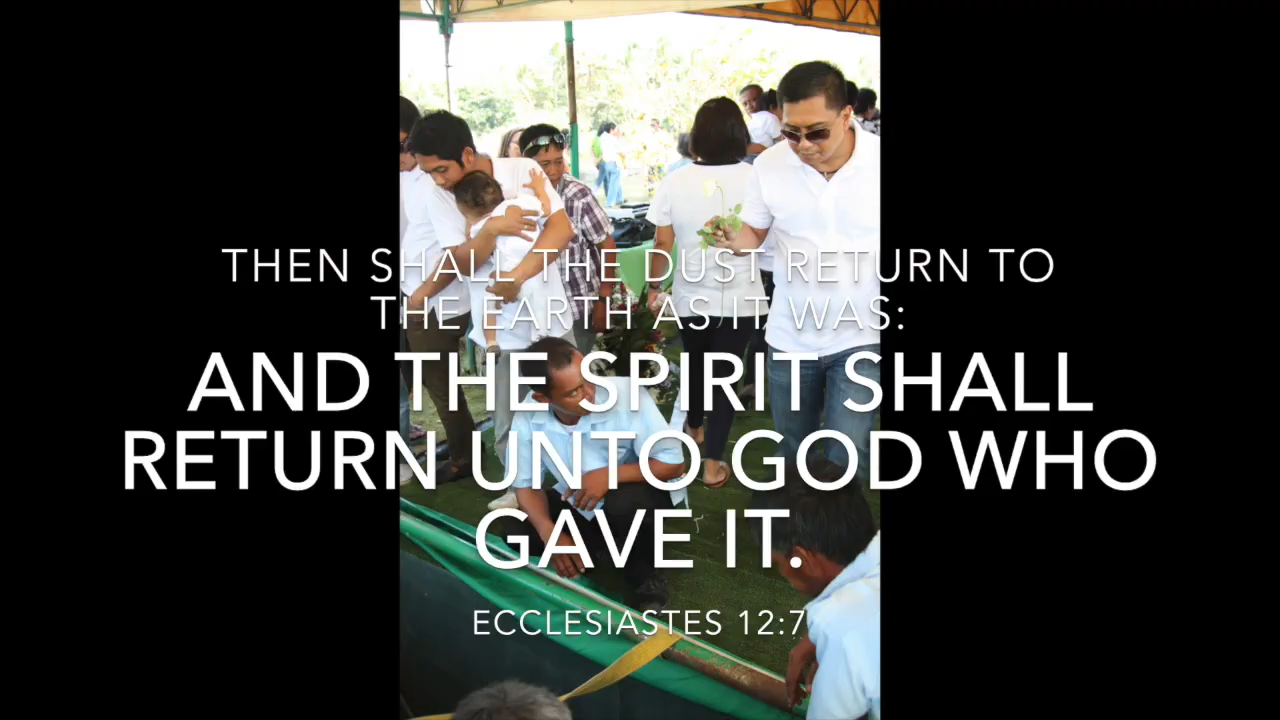 THEN SHALL THE DUST RETURN TO
THE EARTH AS IT WAS:
AND THE SPIRIT SHALL
RETURN UNTO GOD WHO
GAVE IT.
ECCLESIASTES 12:7